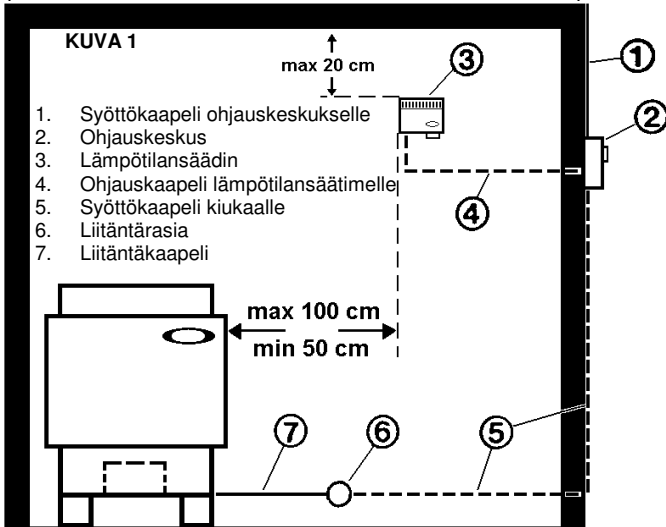 KUVA 1
max 20 cm
3
1
2
1. Syöttökaapeli ohjauskeskukselle
2. Ohjauskeskus
3. Lämpötilansäädin
4. Ohjauskaapeli lämpötilansäätimelle
5. Syöttökaapeli kiukaalle
6. Liitäntärasia
7. Liitäntäkaapeli
4
max 100 cm
min 50 cm
7
6
5